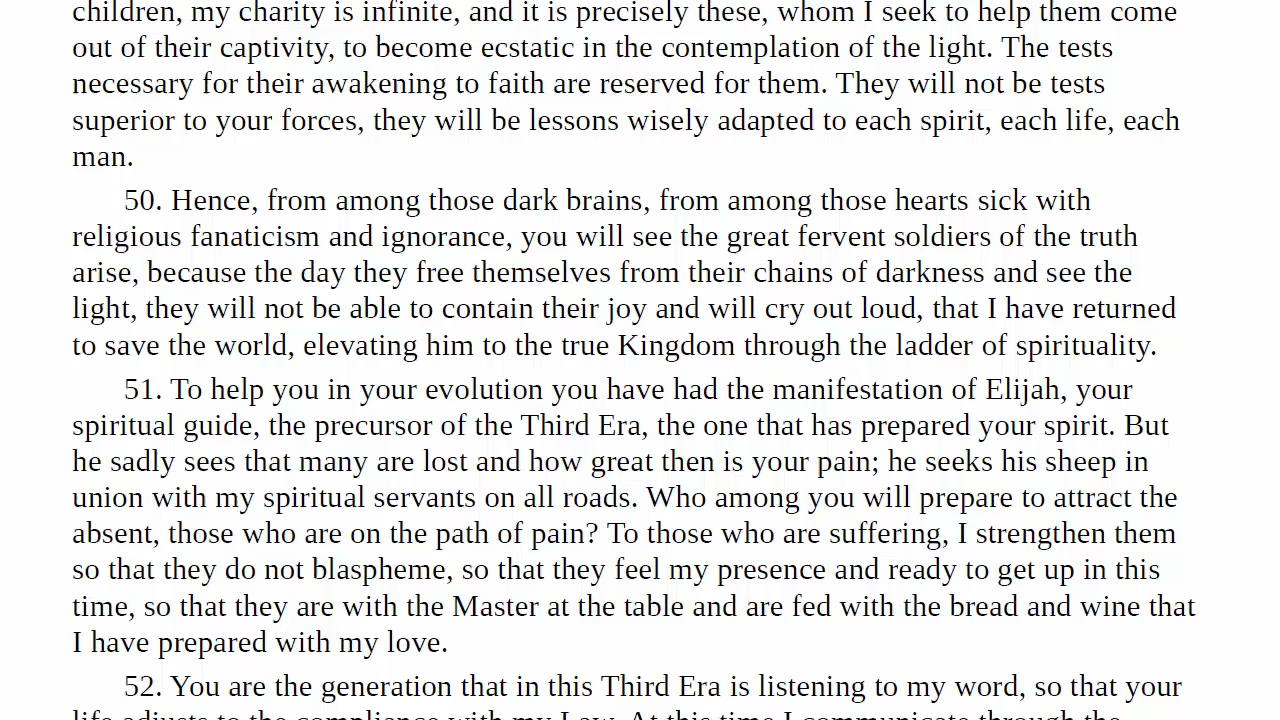 children, my charity is infinite, and it is precisely these, whom I seek to help them come
out of their captivity, to become ecstatic in the contemplation of the light. The tests
necessary for their awakening to faith are reserved for them. They will not be tests
superior to your forces, they will be lessons wisely adapted to each spirit, each life, each
man.
50. Hence, from among those dark brains, from among those hearts sick with
religious fanaticism and ignorance, you will see the great fervent soldiers of the truth
arise, because the day they free themselves from their chains of darkness and see the
light, they will not be able to contain their joy and will cry out loud, that I have returned
to save the world, elevating him to the true Kingdom through the ladder of spirituality.
51. To help you in your evolution you have had the manifestation of Elijah, your
spiritual guide, the precursor of the Third Era, the one that has prepared your spirit. But
he sadly sees that many are lost and how great then is your pain; he seeks his sheep in
union with my spiritual servants on all roads. Who among you will prepare to attract the
absent, those who are on the path of pain? To those who are suffering, I strengthen them
so that they do not blaspheme, so that they feel my presence and ready to get up in this
time, so that they are with the Master at the table and are fed with the bread and wine that
I have prepared with my love.
52. You are the generation that in this Third Era is listening to my word, so that your
life adjusts to the compliance with my Law. At this time I communicate through the